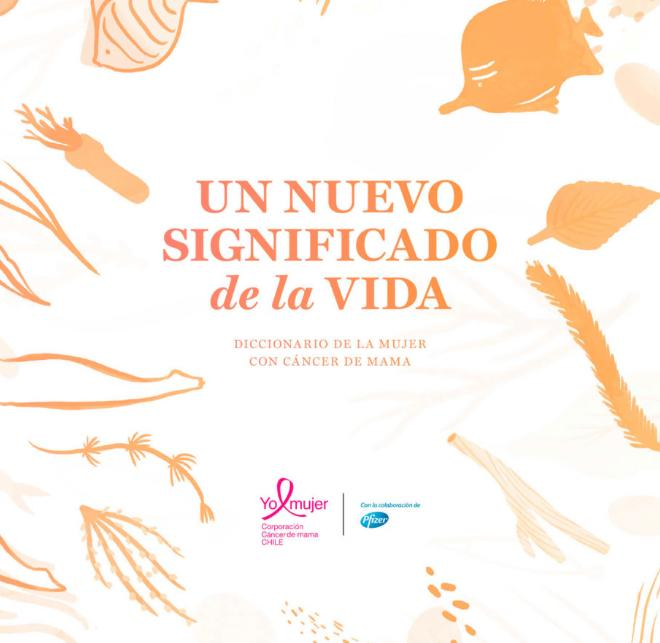 UN NUEVO
SIGNIFICADO
de la VIDA
DICCIONARIO DE LA MUJER
CON CÁNCER DE MAMA
Yo mujer
Corporación
Cáncer de mama
CHILE
Con la colaboración de
Pfizer